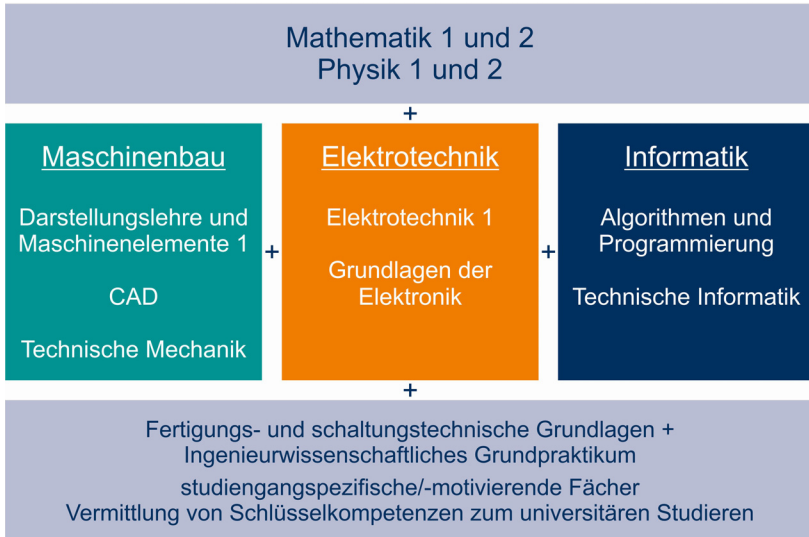 Mathematik 1 und 2
Physik 1 und 2
+
Maschinenbau
Darstellungslehre und
Maschinenelemente 1
CAD
Technische Mechanik
+
Elektrotechnik
Elektrotechnik 1
Grundlagen der
Elektronik
+
Informatik
Algorithmen und
Programmierung
Technische Informatik
+
Fertigungs- und schaltungstechnische Grundlagen +
Ingenieurwissenschaftliches Grundpraktikum
studiengangspezifische/-motivierende Fächer
Vermittlung von Schlüsselkompetenzen zum universitären Studieren